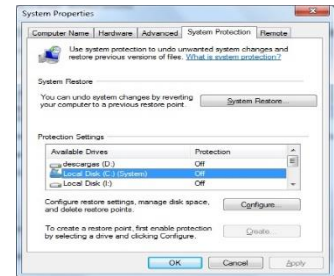 System Properties
Computer Name Hardware Advanced System Protection Remote
Use system protection to undo unwanted system changes and
restore previous versions of files. What is system protection?
System Restore
You can undo system changes by reverting
your computer to a previous restore point.
System Restore...
Protection Settings
Available Drives Protection
descargas (D:) Off
Local Disk (C:) (System) Off
Local Disk (I:) Off
Configure restore settings, manage disk space,
and delete restore points.
Configure...
To create a restore point, first enable protection
by selecting a drive and clicking Configure.
Create...
OK Cancel Apply